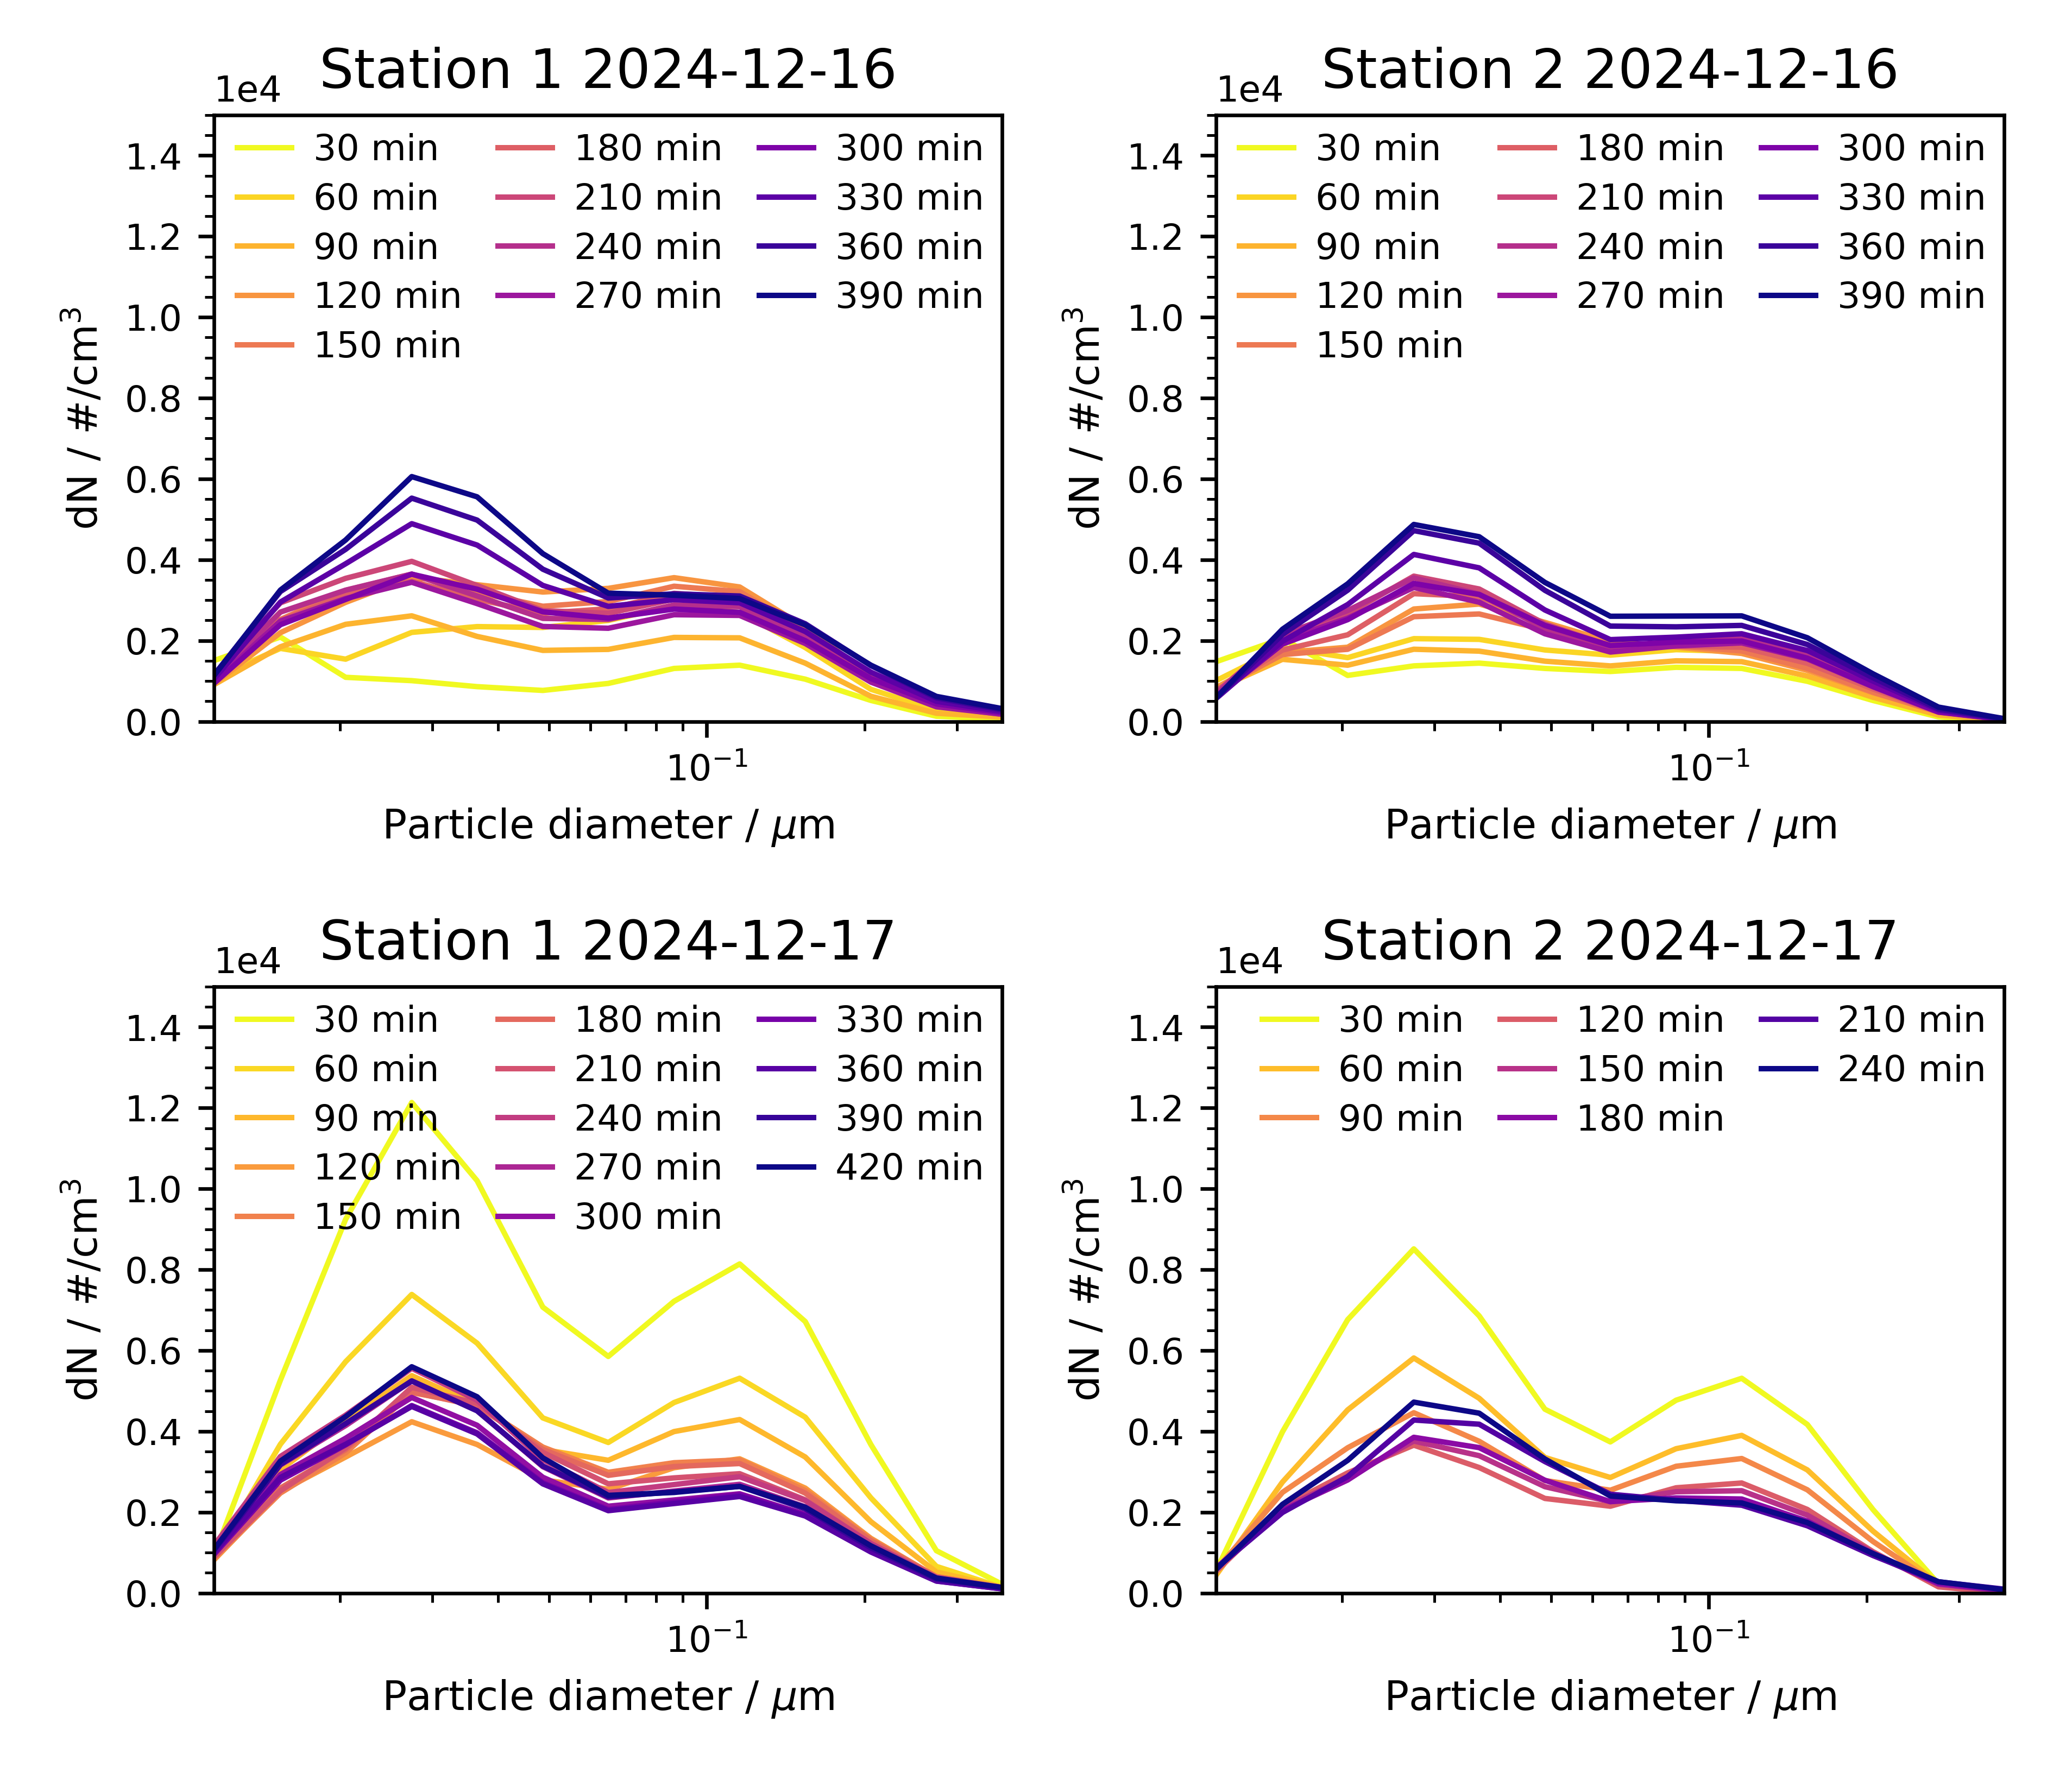 Station 1 2024-12-16
1e4
30 min 180 min 300 min
60 min 210 min 330 min
90 min 240 min 360 min
120 min 270 min 390 min
150 min
1.4
1.2
1.0
0.8
0.6
0.4
0.2
0.0
dN / #/cm³
10⁻¹
Particle diameter / μm
Station 2 2024-12-16
1e4
30 min 180 min 300 min
60 min 210 min 330 min
90 min 240 min 360 min
120 min 270 min 390 min
150 min
1.4
1.2
1.0
0.8
0.6
0.4
0.2
0.0
dN / #/cm³
10⁻¹
Particle diameter / μm
Station 1 2024-12-17
1e4
30 min 180 min 330 min
60 min 210 min 360 min
90 min 240 min 390 min
120 min 270 min 420 min
150 min 300 min
1.4
1.2
1.0
0.8
0.6
0.4
0.2
0.0
dN / #/cm³
10⁻¹
Particle diameter / μm
Station 2 2024-12-17
1e4
30 min 120 min 210 min
60 min 150 min 240 min
90 min 180 min
1.4
1.2
1.0
0.8
0.6
0.4
0.2
0.0
dN / #/cm³
10⁻¹
Particle diameter / μm